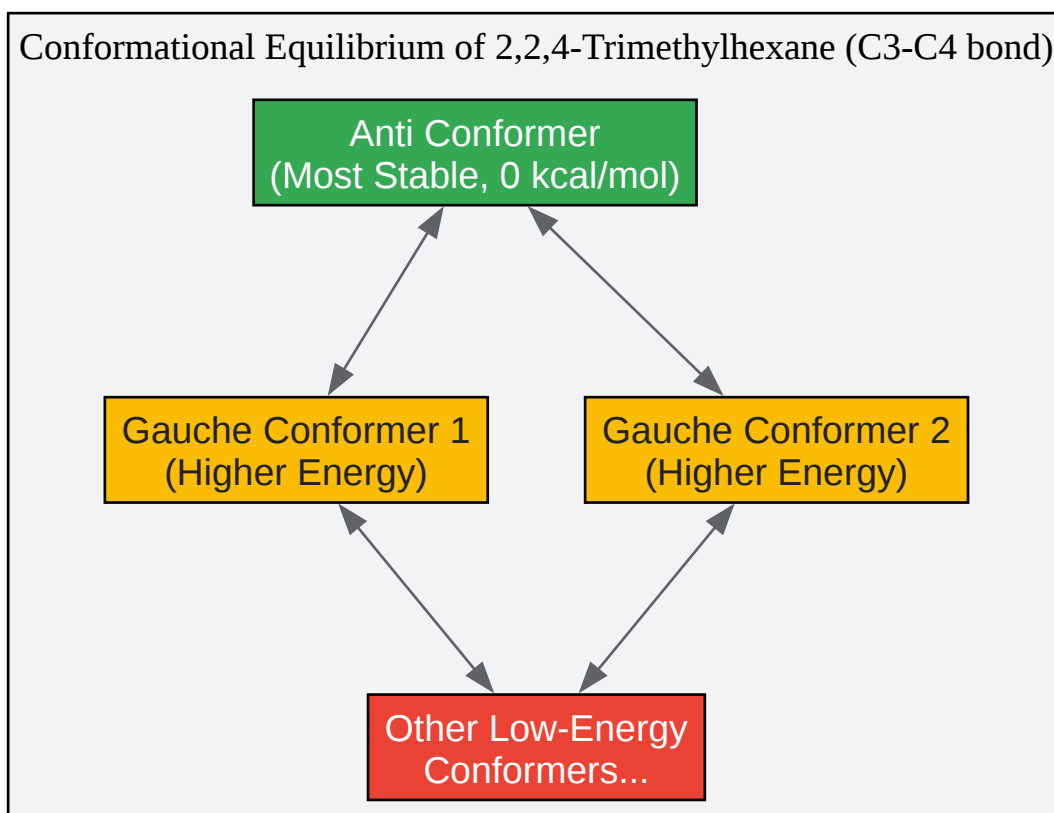 Conformational Equilibrium of 2,2,4-Trimethylhexane (C3-C4 bond)
Anti Conformer
(Most Stable, 0 kcal/mol)
Gauche Conformer 1
(Higher Energy)
Gauche Conformer 2
(Higher Energy)
Other Low-Energy
Conformers...